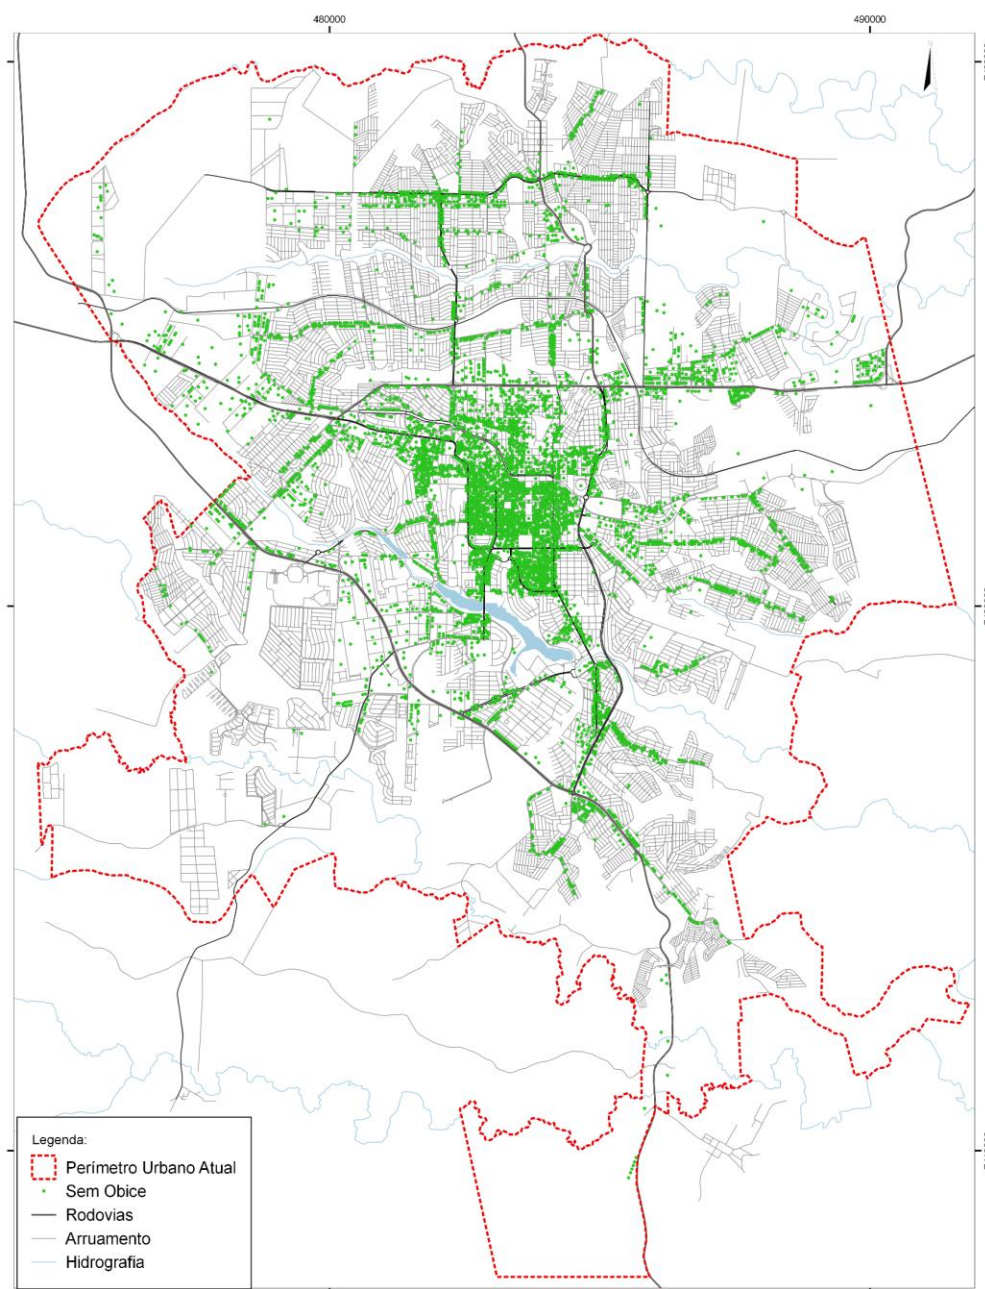 480000
490000
N
Legenda:
Perímetro Urbano Atual
Sem Obice
Rodovias
Arruamento
Hidrografia